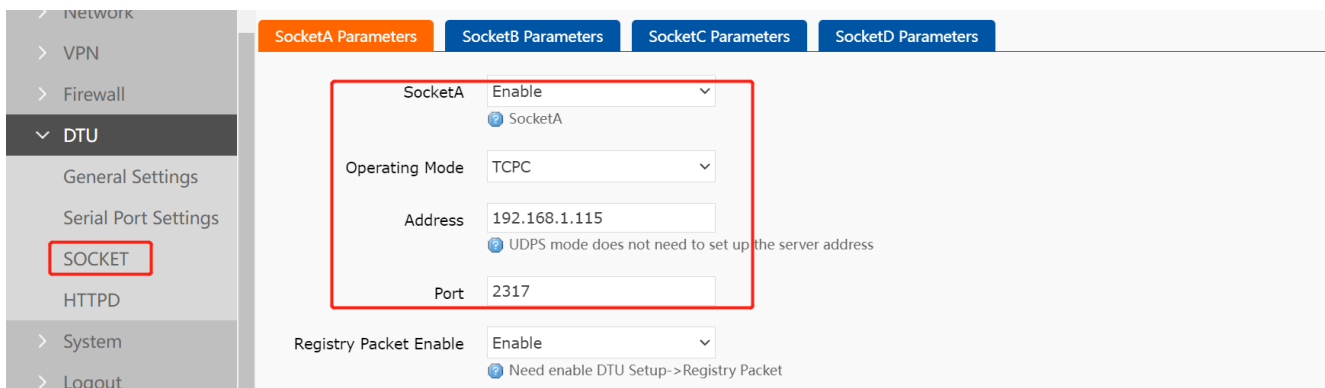 Network
SocketA Parameters SocketB Parameters SocketC Parameters SocketD Parameters
VPN
Firewall
DTU
General Settings
Serial Port Settings
SOCKET
HTTPD
System
Logout
SocketA Enable
SocketA
Operating Mode TCPC
Address 192.168.1.115
UDPS mode does not need to set up the server address
Port 2317
Registry Packet Enable Enable
Need enable DTU Setup->Registry Packet